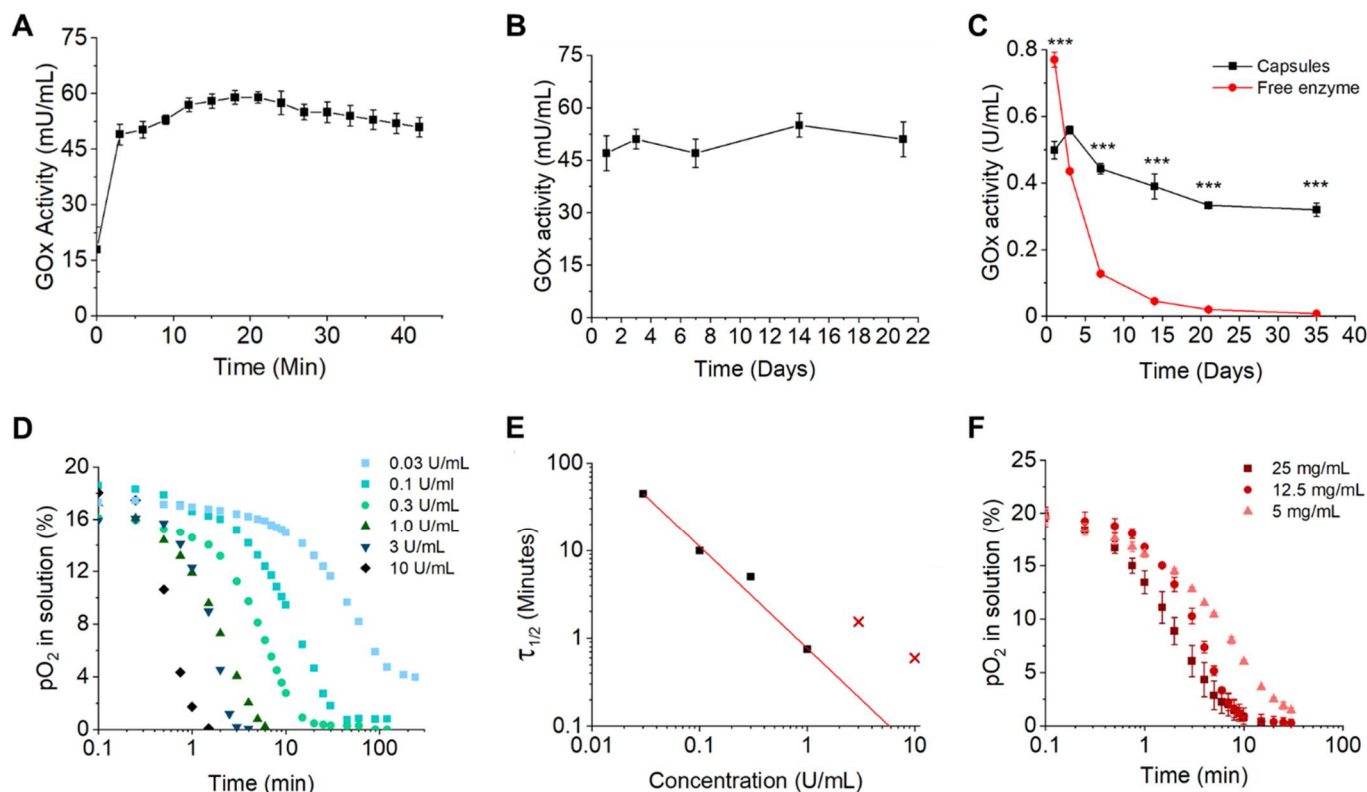 A
GOx Activity (mU/mL)
75
60
45
30
15
0
0 10 20 30 40
Time (Min)
B
GOx activity (mU/mL)
75
60
45
30
15
0
0 2 4 6 8 10 12 14 16 18 20 22
Time (Days)
C
GOx activity (U/mL)
0.8
0.6
0.4
0.2
0
0 5 10 15 20 25 30 35 40
Time (Days)
***
Capsules
Free enzyme
***
***
***
***
D
pO2 in solution (%)
20
16
12
8
4
0
0.1 1 10 100
Time (min)
0.03 U/mL
0.1 U/ml
0.3 U/mL
1.0 U/mL
3 U/mL
10 U/mL
E
τ1/2 (Minutes)
100
10
1
0.1
0.01 0.1 1 10
Concentration (U/mL)
F
pO2 in solution (%)
25
20
15
10
5
0
0.1 1 10 100
Time (min)
25 mg/mL
12.5 mg/mL
5 mg/mL